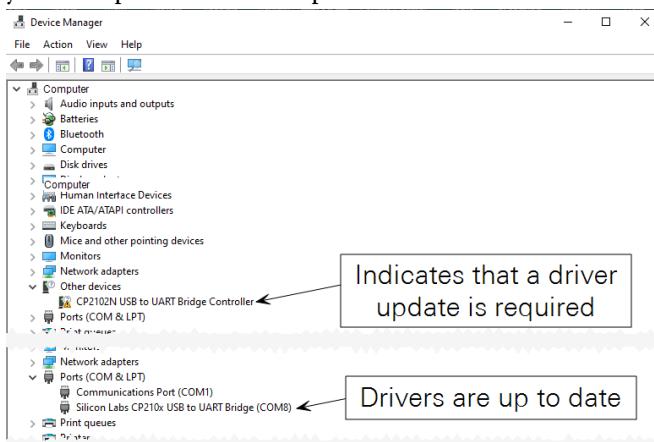 Device Manager
File Action View Help
Computer
Audio inputs and outputs
Batteries
Bluetooth
Computer
Disk drives
Computer
Human Interface Devices
IDE ATA/ATAPI controllers
Keyboards
Mice and other pointing devices
Monitors
Network adapters
Other devices
CP2102N USB to UART Bridge Controller
Indicates that a driver
update is required
Ports (COM & LPT)
Network adapters
Ports (COM & LPT)
Communications Port (COM1)
Silicon Labs CP210x USB to UART Bridge (COM8)
Drivers are up to date
Print queues